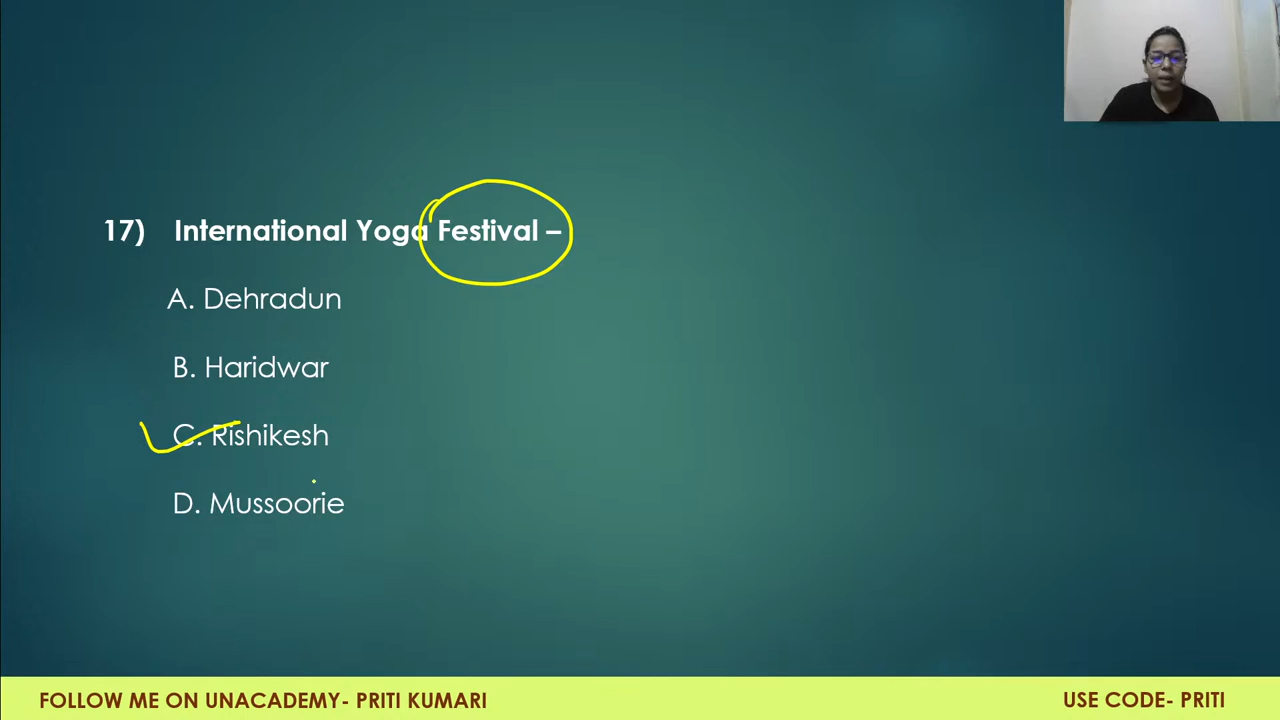 17) International Yoga Festival –
A. Dehradun
B. Haridwar
C. Rishikesh
D. Mussoorie
FOLLOW ME ON UNACADEMY- PRITI KUMARI
USE CODE- PRITI